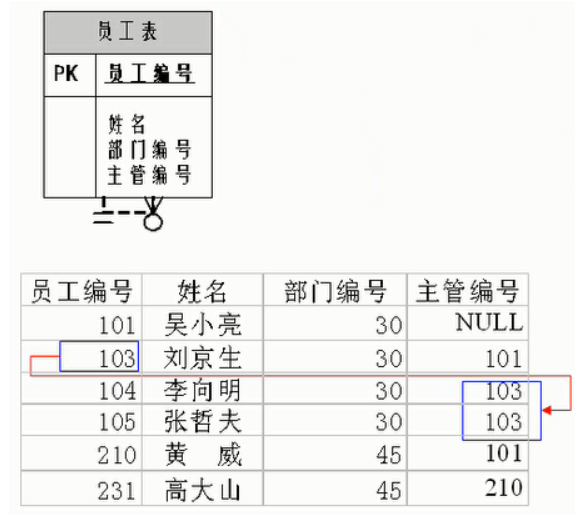 员工表
PK 员工编号
姓名
部门编号
主管编号
员工编号 姓名 部门编号 主管编号
101 吴小亮 30 NULL
103 刘京生 30 101
104 李向明 30 103
105 张哲夫 30 103
210 黄 威 45 101
231 高大山 45 210